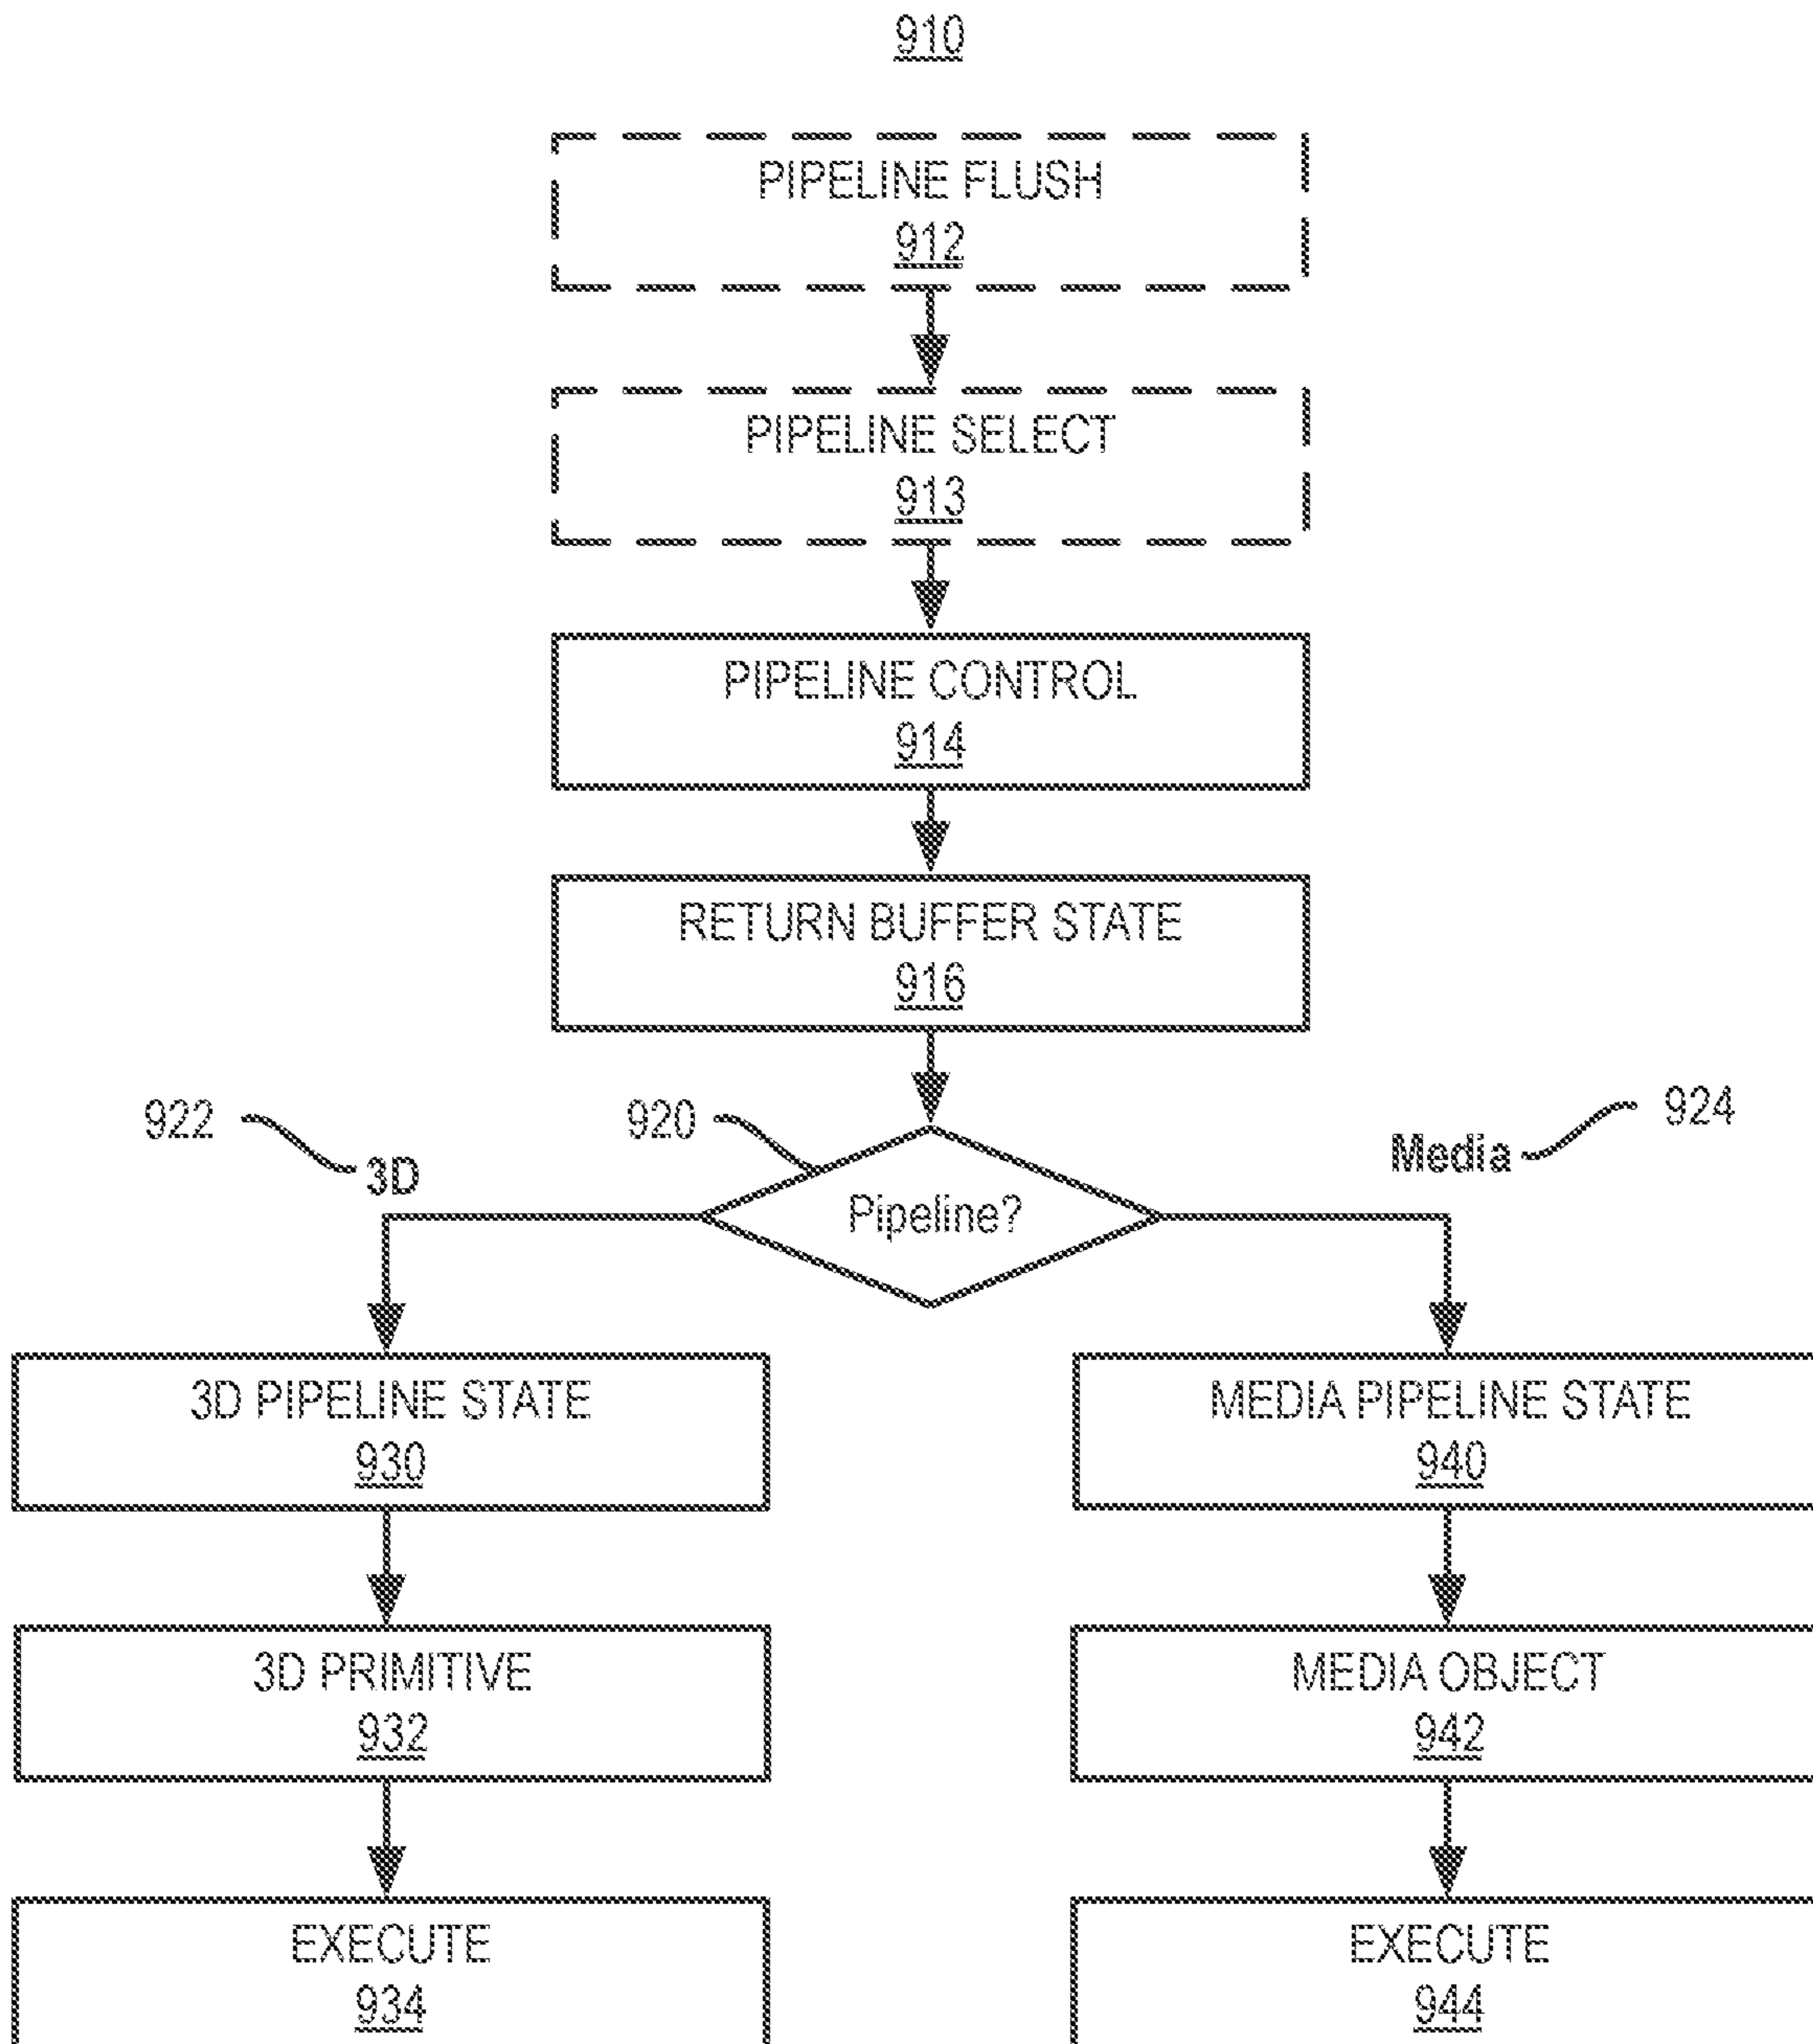 910
PIPELINE FLUSH
912
PIPELINE SELECT
913
PIPELINE CONTROL
914
RETURN BUFFER STATE
916
922
3D
920
Pipeline?
Media
924
3D PIPELINE STATE
930
MEDIA PIPELINE STATE
940
3D PRIMITIVE
932
MEDIA OBJECT
942
EXECUTE
934
EXECUTE
944